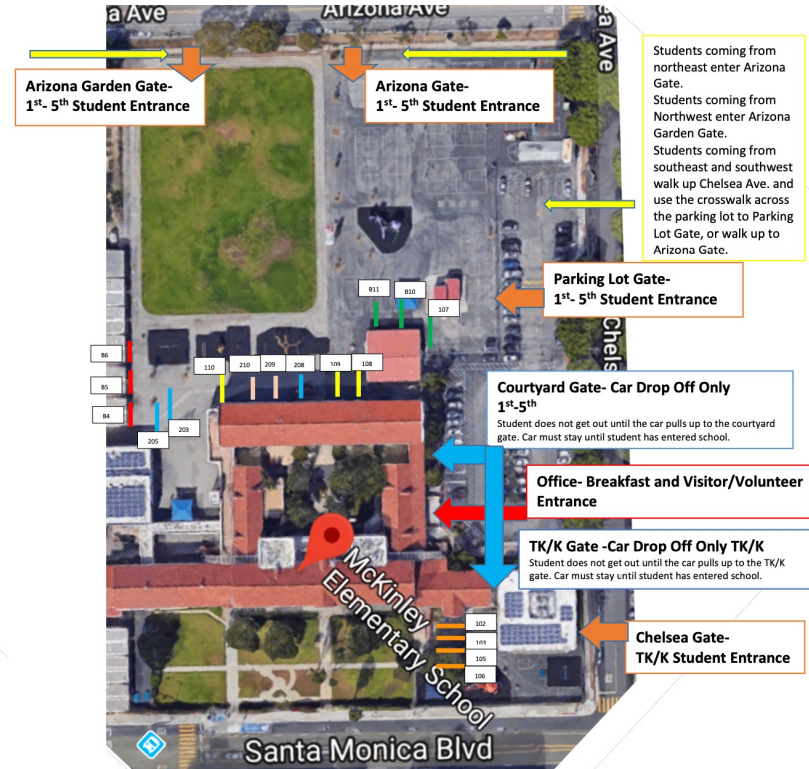 a Ave
Arizona Ave
ea Ave
Arizona Garden Gate-
1st- 5th Student Entrance
Arizona Gate-
1st- 5th Student Entrance
Students coming from
northeast enter Arizona
Gate.
Students coming from
Northwest enter Arizona
Garden Gate.
Students coming from
southeast and southwest
walk up Chelsea Ave. and
use the crosswalk across
the parking lot to Parking
Lot Gate, or walk up to
Arizona Gate.
Parking Lot Gate-
1st- 5th Student Entrance
B11
B10
107
Chels
B6
B5
B4
110
210
209
208
109
108
205
203
Courtyard Gate- Car Drop Off Only
1st-5th
Student does not get out until the car pulls up to the courtyard
gate. Car must stay until student has entered school.
Office- Breakfast and Visitor/Volunteer
Entrance
TK/K Gate -Car Drop Off Only TK/K
Student does not get out until the car pulls up to the TK/K
gate. Car must stay until student has entered school.
McKinley
Elementary School
102
103
105
106
Chelsea Gate-
TK/K Student Entrance
Santa Monica Blvd